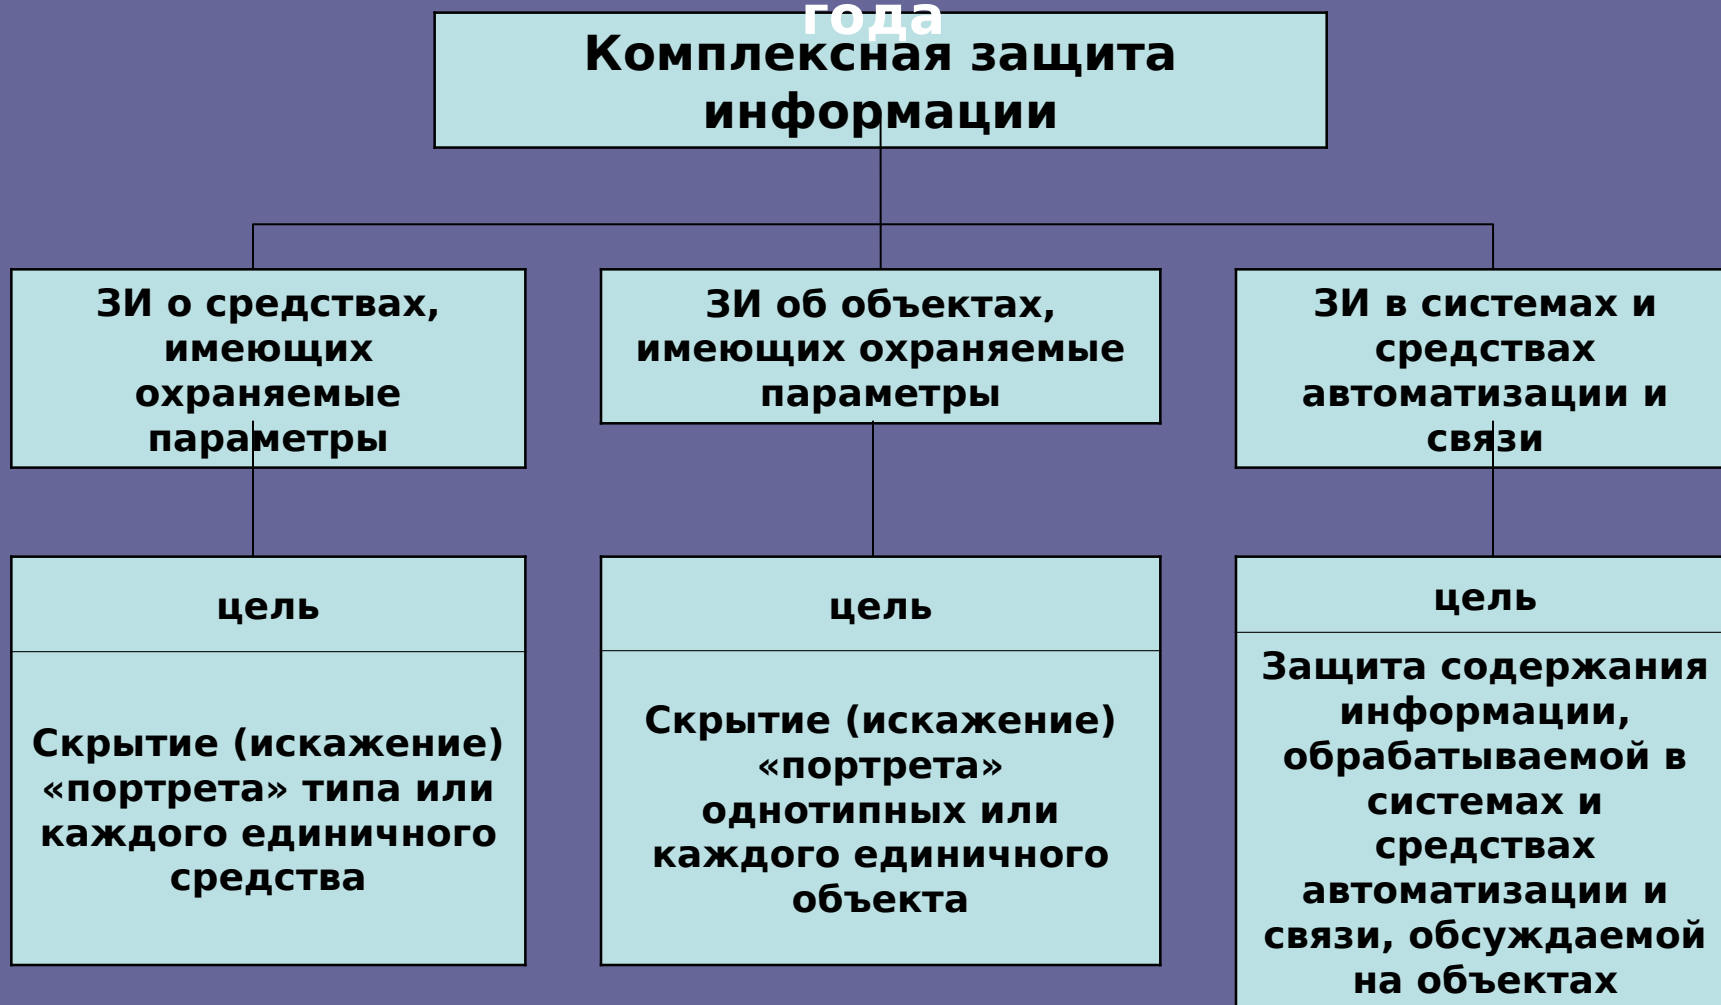 года
Комплексная защита
информации
ЗИ о средствах,
имеющих
охраняемые
параметры
ЗИ об объектах,
имеющих охраняемые
параметры
ЗИ в системах и
средствах
автоматизации и
связи
цель
Скрытие (искажение)
«портрета» типа или
каждого единичного
средства
цель
Скрытие (искажение)
«портрета»
однотипных или
каждого единичного
объекта
цель
Защита содержания
информации,
обрабатываемой в
системах и
средствах
автоматизации и
связи, обсуждаемой
на объектах